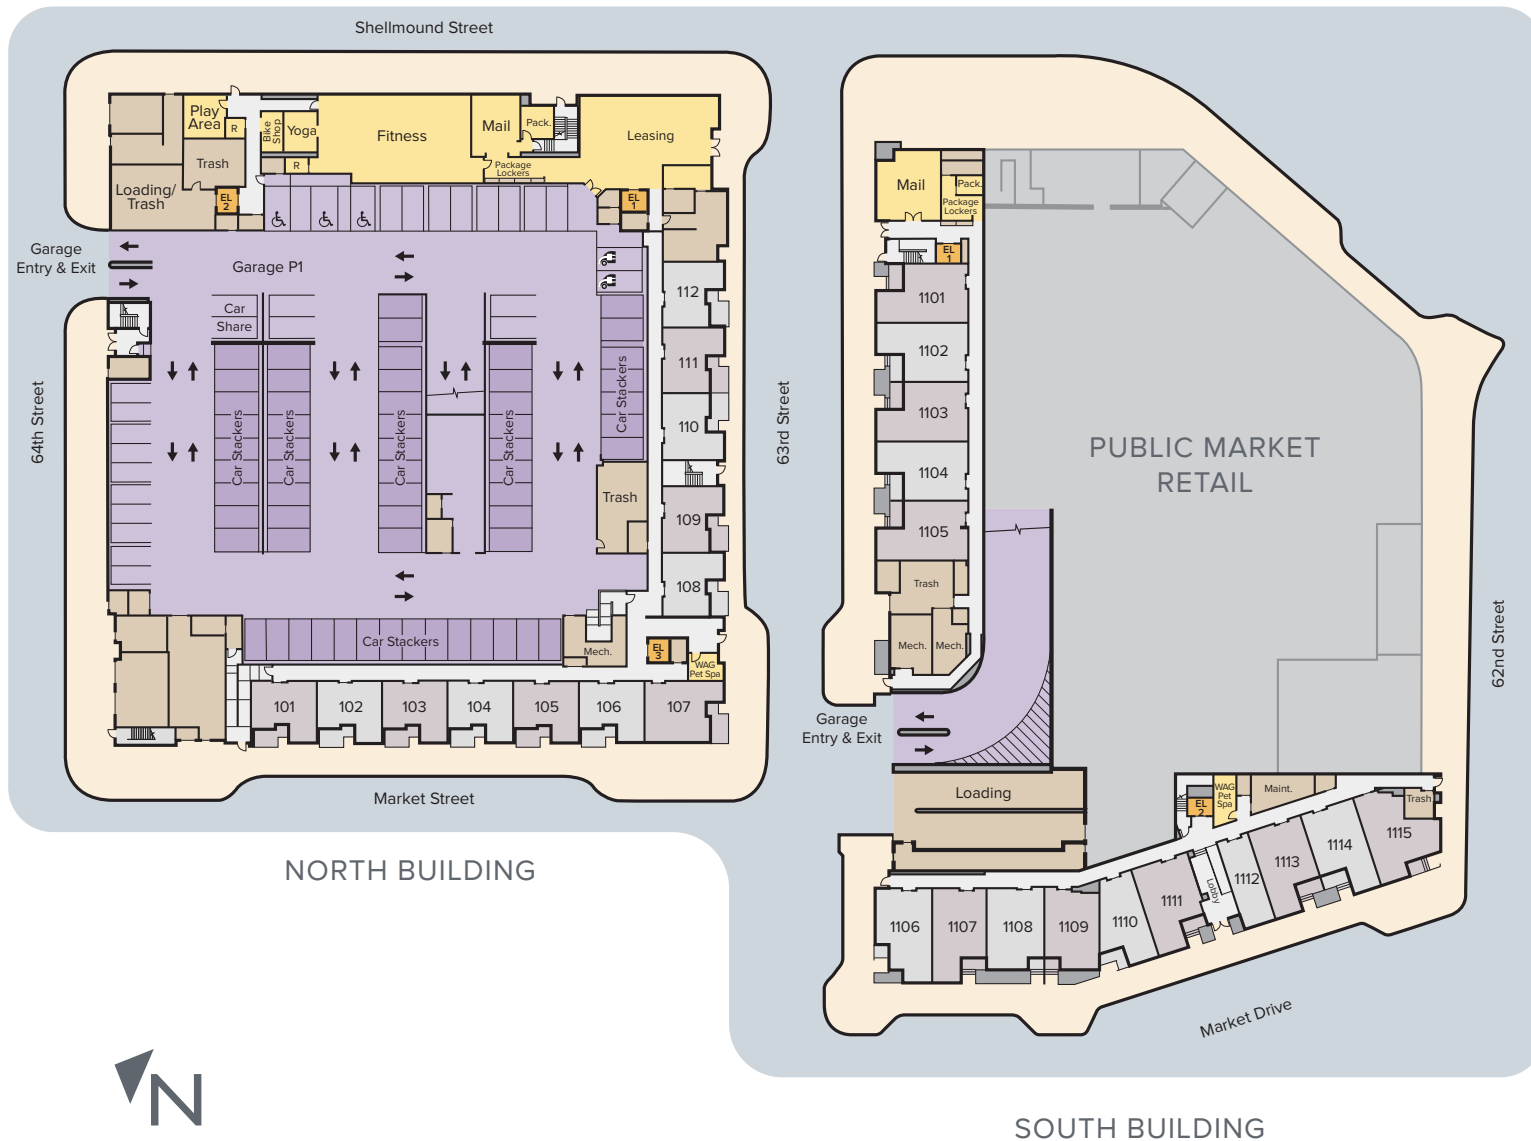 Shellmound Street
Play
Area
R
Bike
Shop
Yoga
Fitness
Mail
Pack.
Leasing
Trash
R
Package
Lockers
Loading/
Trash
EL
2
EL
1
Garage
Entry & Exit
Garage P1
Car
Share
112
111
110
109
108
Car Stackers
Car Stackers
Car Stackers
Car Stackers
Car Stackers
Trash
64th Street
63rd Street
Car Stackers
Mech.
EL
3
WAG
Pet Spa
101
102
103
104
105
106
107
Market Street
NORTH BUILDING
Mail
Pack.
Package
Lockers
EL
1
1101
1102
1103
1104
1105
Trash
Mech.
Mech.
PUBLIC MARKET
RETAIL
62nd Street
Garage
Entry & Exit
Loading
EL
2
WAG
Pet
Spa
Maint.
Trash
1106
1107
1108
1109
1110
1111
Lobby
1112
1113
1114
1115
Market Drive
N
SOUTH BUILDING